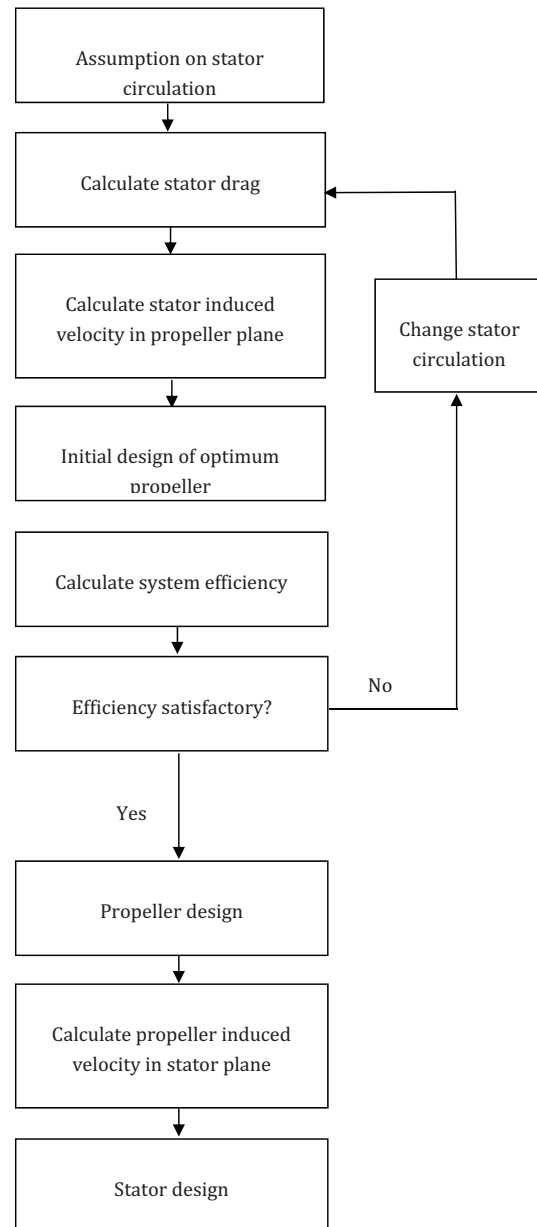 Assumption on stator
circulation
Calculate stator drag
Calculate stator induced
velocity in propeller plane
Change stator
circulation
Initial design of optimum
propeller
Calculate system efficiency
Efficiency satisfactory?
No
Yes
Propeller design
Calculate propeller induced
velocity in stator plane
Stator design